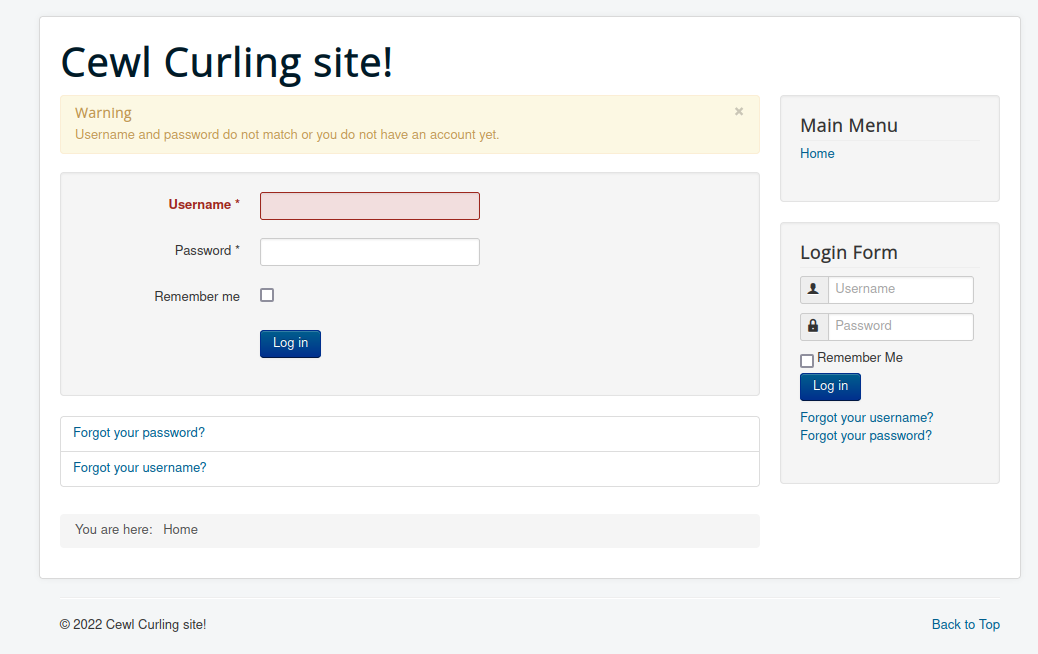 Cewl Curling site!
Warning
×
Username and password do not match or you do not have an account yet.
Username *
Password *
Remember me
Log in
Forgot your password?
Forgot your username?
You are here: Home
Main Menu
Home
Login Form
Username
Password
Remember Me
Log in
Forgot your username?
Forgot your password?
© 2022 Cewl Curling site!
Back to Top